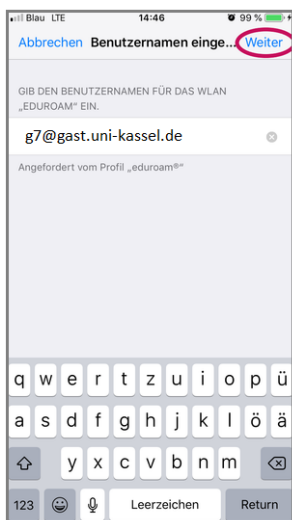 Blau LTE 14:46 99 %
Abbrechen Benutzernamen einge... Weiter
GIB DEN BENUTZERNAMEN FÜR DAS WLAN
„EDUROAM“ EIN.
g7@gast.uni-kassel.de
Angefordert vom Profil „eduroam®“
q w e r t z u i o p ü
a s d f g h j k l ö ä
y x c v b n m
123 Leerzeichen Return